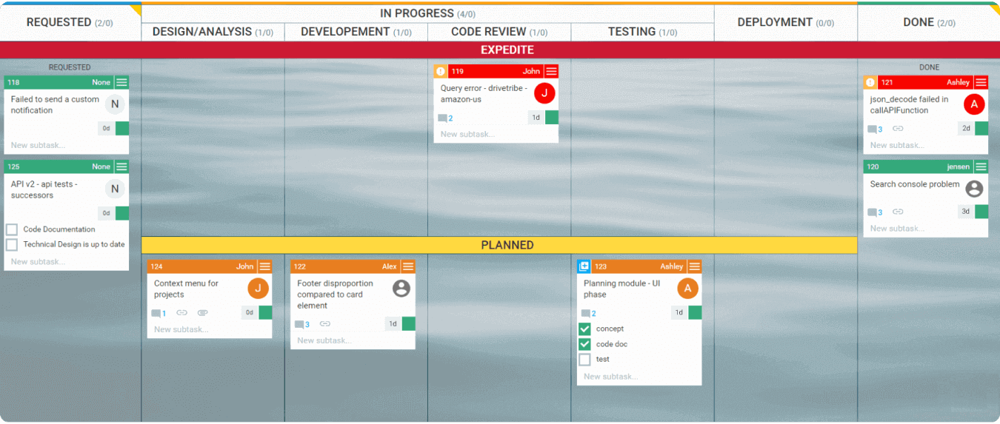 REQUESTED (2/0)
IN PROGRESS (4/0)
DESIGN/ANALYSIS (1/0)
DEVELOPEMENT (1/0)
CODE REVIEW (1/0)
TESTING (1/0)
DEPLOYMENT (0/0)
DONE (2/0)
EXPEDITE
REQUESTED
118 None
Failed to send a custom
notification
N
0d
New subtask...
125 None
API v2 - api tests -
successors
N
0d
Code Documentation
Technical Design is up to date
New subtask...
119 John
Query error - drivetribe -
amazon-us
J
2 1d
New subtask...
DONE
121 Ashley
json_decode failed in
callAPIFunction
A
3 2d
New subtask...
120 jensen
Search console problem
3 3d
New subtask...
PLANNED
124 John
Context menu for
projects
J
1 0d
New subtask...
122 Alex
Footer disproportion
compared to card
element
3 1d
New subtask...
123 Ashley
Planning module - UI
phase
A
2 1d
concept
code doc
test
New subtask...